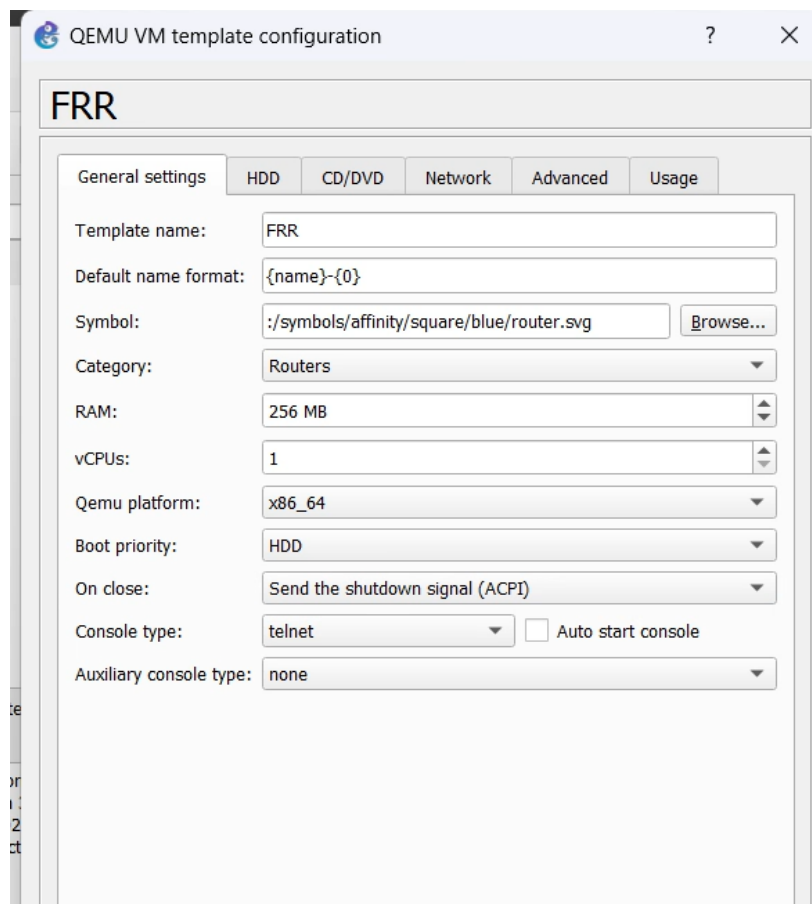 QEMU VM template configuration ? ×
FRR
General settings HDD CD/DVD Network Advanced Usage
Template name: FRR
Default name format: {name}-{0}
Symbol: :/symbols/affinity/square/blue/router.svg Browse...
Category: Routers
RAM: 256 MB
vCPUs: 1
Qemu platform: x86_64
Boot priority: HDD
On close: Send the shutdown signal (ACPI)
Console type: telnet Auto start console
Auxiliary console type: none